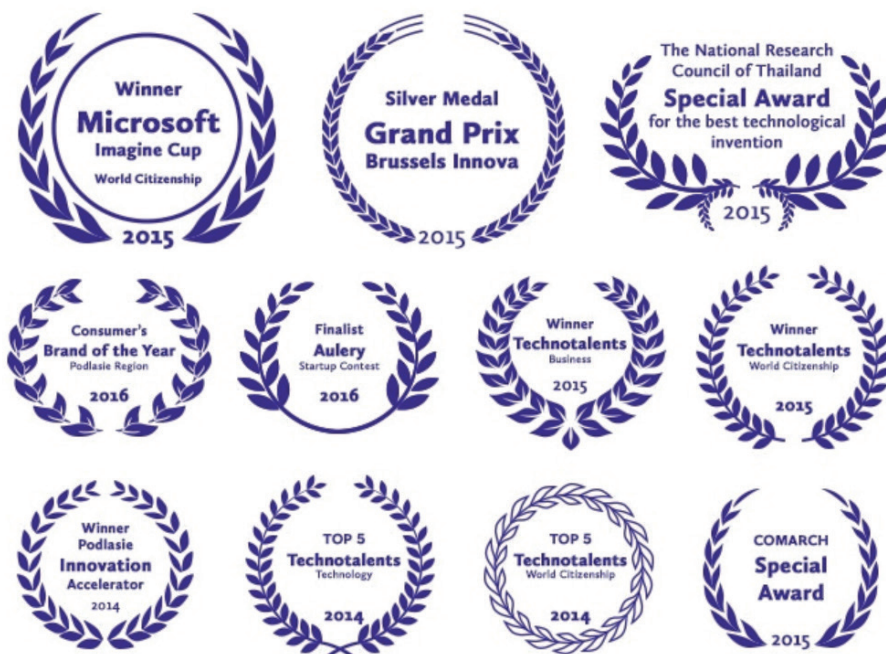 Winner
Microsoft
Imagine Cup
World Citizenship
2015
Silver Medal
Grand Prix
Brussels Innova
2015
The National Research
Council of Thailand
Special Award
for the best technological
invention
2015
Consumer's
Brand of the Year
Podlasie Region
2016
Finalist
Aulery
Startup Contest
2016
Winner
Technotalents
Business
2015
Winner
Technotalents
World Citizenship
2015
Winner
Podlasie
Innovation
Accelerator
2014
TOP 5
Technotalents
Technology
2014
TOP 5
Technotalents
World Citizenship
2014
COMARCH
Special
Award
2015